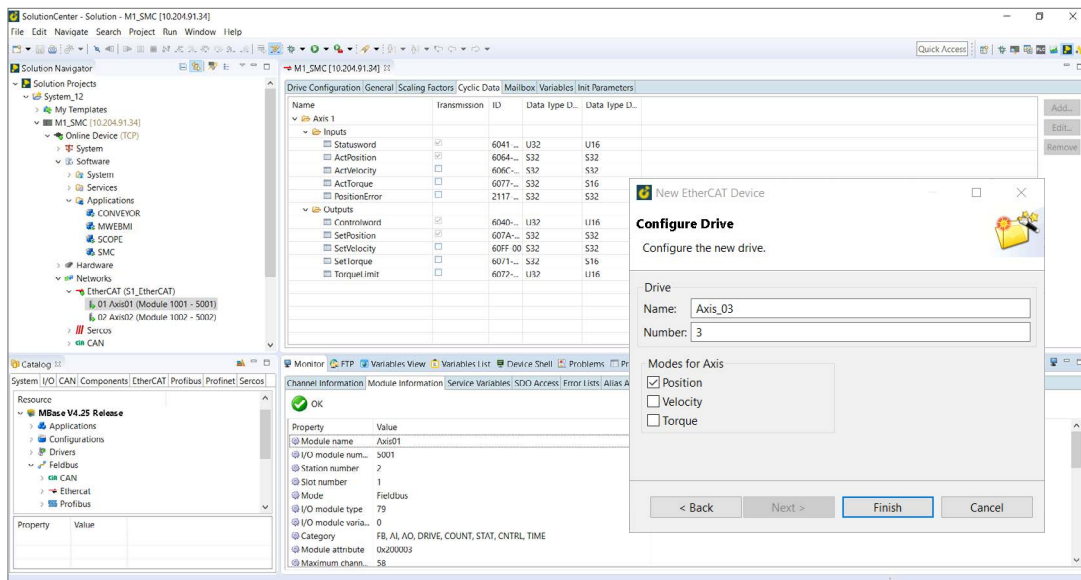 SolutionCenter - Solution - M1_SMC [10.204.91.34]
File Edit Navigate Search Project Run Window Help
Quick Access
Solution Navigator
Solution Projects
System_12
My Templates
M1_SMC [10.204.91.34]
Online Device (TCP)
System
Software
System
Services
Applications
CONVEYOR
MWEBMI
SCOPE
SMC
Hardware
Networks
EtherCAT (S1_EtherCAT)
01 Axis01 (Module 1001 - 5001)
02 Axis02 (Module 1002 - 5002)
Sercos
CAN
M1_SMC [10.204.91.34]
Drive Configuration General Scaling Factors Cyclic Data Mailbox Variables Init Parameters
Name Transmission ID Data Type D... Data Type D...
Axis 1
Inputs
Statusword 6041 ... U32 U16
ActPosition 6064-... S32 S32
ActVelocity 606C-... S32 S32
ActTorque 6077-... S32 S16
PositionError 2117 ... S32 S32
Outputs
Controlword 6040-... U32 U16
SetPosition 607A-... S32 S32
SetVelocity 60FF 00 S32 S32
SetTorque 6071-... S32 S16
TorqueLimit 6072-... U32 U16
Add...
Edit...
Remove
New EtherCAT Device
Configure Drive
Configure the new drive.
Drive
Name: Axis_03
Number: 3
Modes for Axis
Position
Velocity
Torque
< Back Next > Finish Cancel
Catalog
System I/O CAN Components EtherCAT Profibus Profinet Sercos
Resource
MBase V4.25 Release
Applications
Configurations
Drivers
Feldbus
CAN
Ethercat
Profibus
Property Value
Monitor FTP Variables View Variables List Device Shell Problems Pr
Channel Information Module Information Service Variables SDO Access Error Lists Alias A
OK
Property Value
Module name Axis01
I/O module num... 5001
Station number 2
Slot number 1
Mode Fieldbus
I/O module type 79
I/O module varia... 0
Category FB, AI, AO, DRIVE, COUNT, STAT, CNTRL, TIME
Module attribute 0x200003
Maximum chann... 58